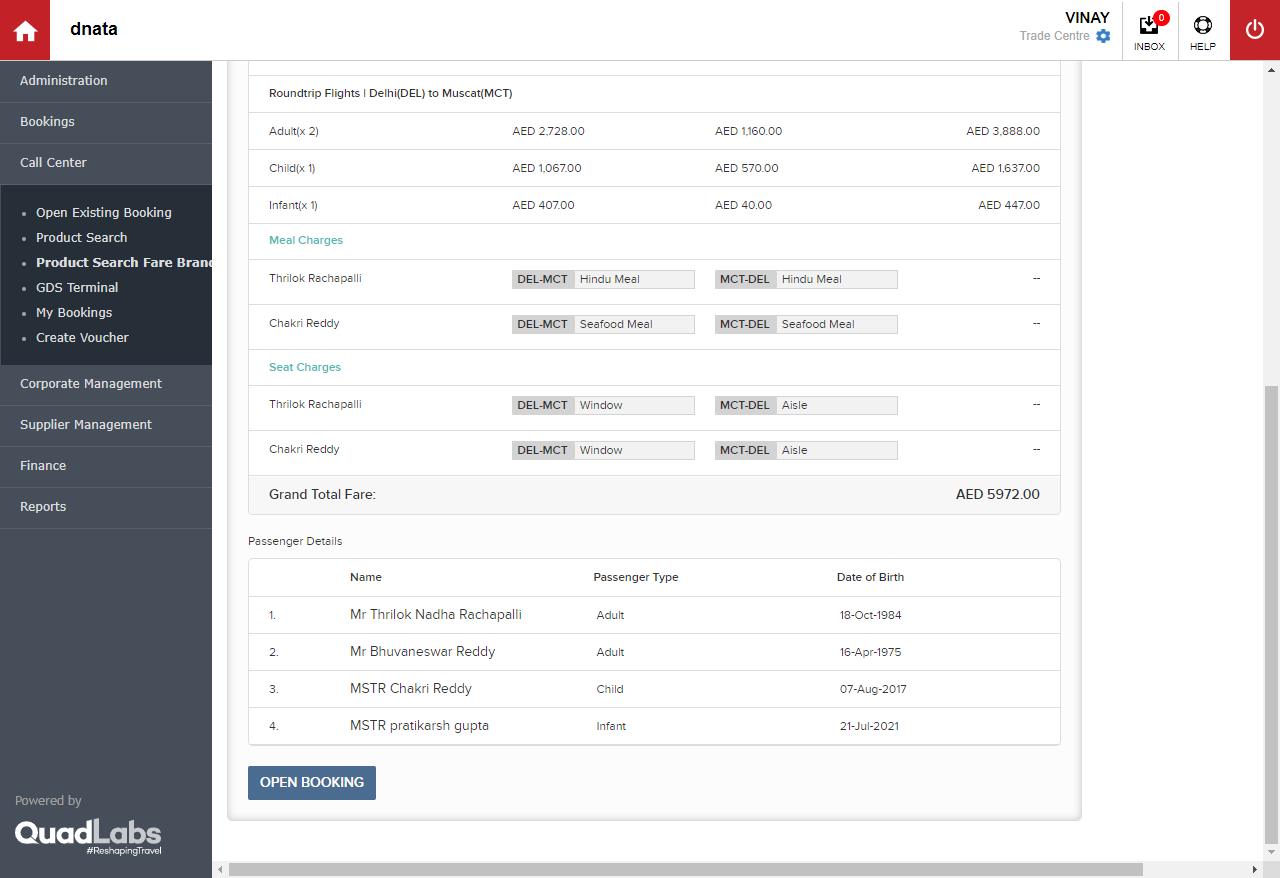 dnata
VINAY
Trade Centre
0
INBOX
HELP
Administration
Bookings
Call Center
Open Existing Booking
Product Search
Product Search Fare Bran
GDS Terminal
My Bookings
Create Voucher
Corporate Management
Supplier Management
Finance
Reports
Powered by
QuadLabs
#ReshapingTravel
Roundtrip Flights | Delhi(DEL) to Muscat(MCT)
Adult(x 2) AED 2,728.00 AED 1,160.00 AED 3,888.00
Child(x 1) AED 1,067.00 AED 570.00 AED 1,637.00
Infant(x 1) AED 407.00 AED 40.00 AED 447.00
Meal Charges
Thrilok Rachapalli DEL-MCT Hindu Meal MCT-DEL Hindu Meal --
Chakri Reddy DEL-MCT Seafood Meal MCT-DEL Seafood Meal --
Seat Charges
Thrilok Rachapalli DEL-MCT Window MCT-DEL Aisle --
Chakri Reddy DEL-MCT Window MCT-DEL Aisle --
Grand Total Fare: AED 5972.00
Passenger Details
Name Passenger Type Date of Birth
1. Mr Thrilok Nadha Rachapalli Adult 18-Oct-1984
2. Mr Bhuvaneswar Reddy Adult 16-Apr-1975
3. MSTR Chakri Reddy Child 07-Aug-2017
4. MSTR pratikarsh gupta Infant 21-Jul-2021
OPEN BOOKING